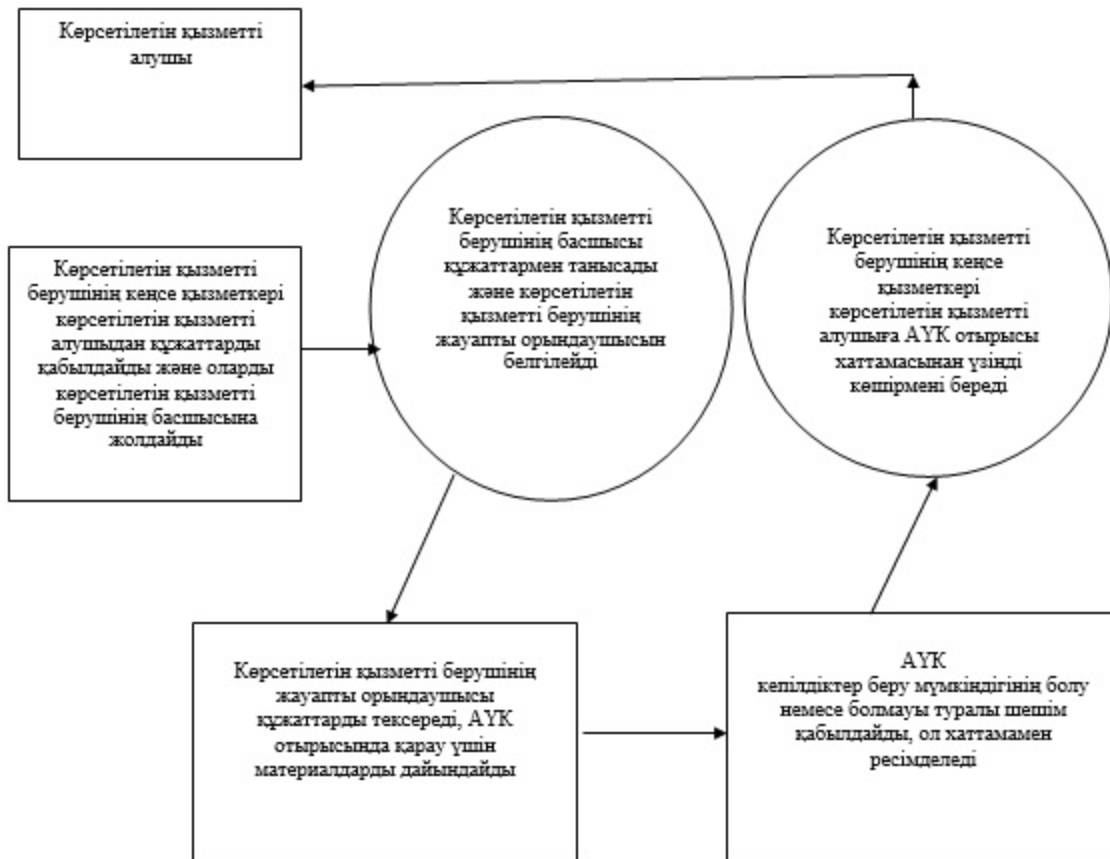 Көрсетілетін қызметті
алушы
Көрсетілетін қызметті
берушінің кеңсе қызметкері
көрсетілетін қызметті
алушыдан құжаттарды
қабылдайды және оларды
көрсетілетін қызметті
берушінің басшысына
жолдайды
Көрсетілетін қызметті
берушінің басшысы
құжаттармен танысады
және көрсетілетін
қызметті берушінің
жауапты орындаушысын
белгілейді
Көрсетілетін қызметті берушінің
жауапты орындаушысы
құжаттарды тексереді, АҮК
отырысында қарау үшін
материалдарды дайындайды
АҮК
кепілдіктер беру мүмкіндігінің болу
немесе болмауы туралы шешім
қабылдайды, ол хаттамамен
ресімделеді
Көрсетілетін қызметті
берушінің кеңсе
қызметкері
көрсетілетін қызметті
алушыға АҮК отырысы
хаттамасынан үзінді
көшірмені береді